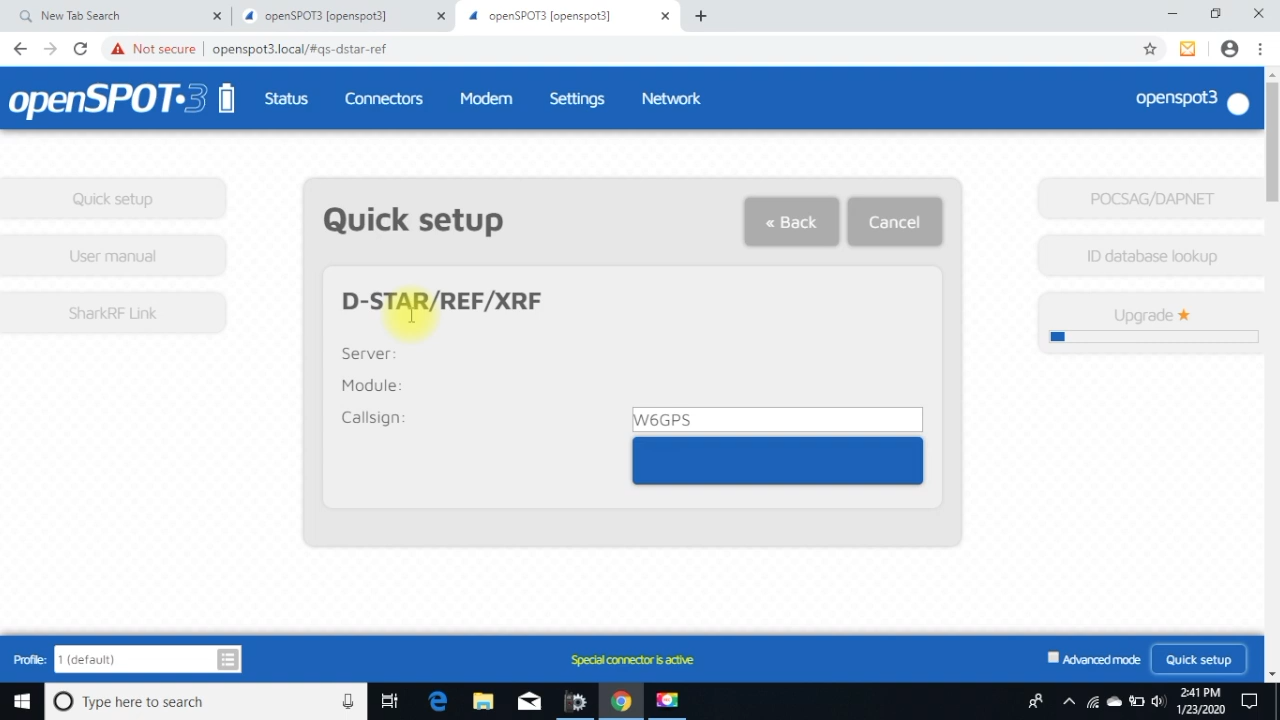 New Tab Search
openSPOT3 [openspot3]
openSPOT3 [openspot3]
Not secure
openspot3.local/#qs-dstar-ref
openSPOT·3
Status
Connectors
Modem
Settings
Network
openspot3
Quick setup
User manual
SharkRF Link
Quick setup
« Back
Cancel
D-STAR/REF/XRF
Server:
Module:
Callsign:
W6GPS
POCSAG/DAPNET
ID database lookup
Upgrade ★
Profile:
1 (default)
Special connector is active
Advanced mode
Quick setup
Type here to search
2:41 PM
1/23/2020